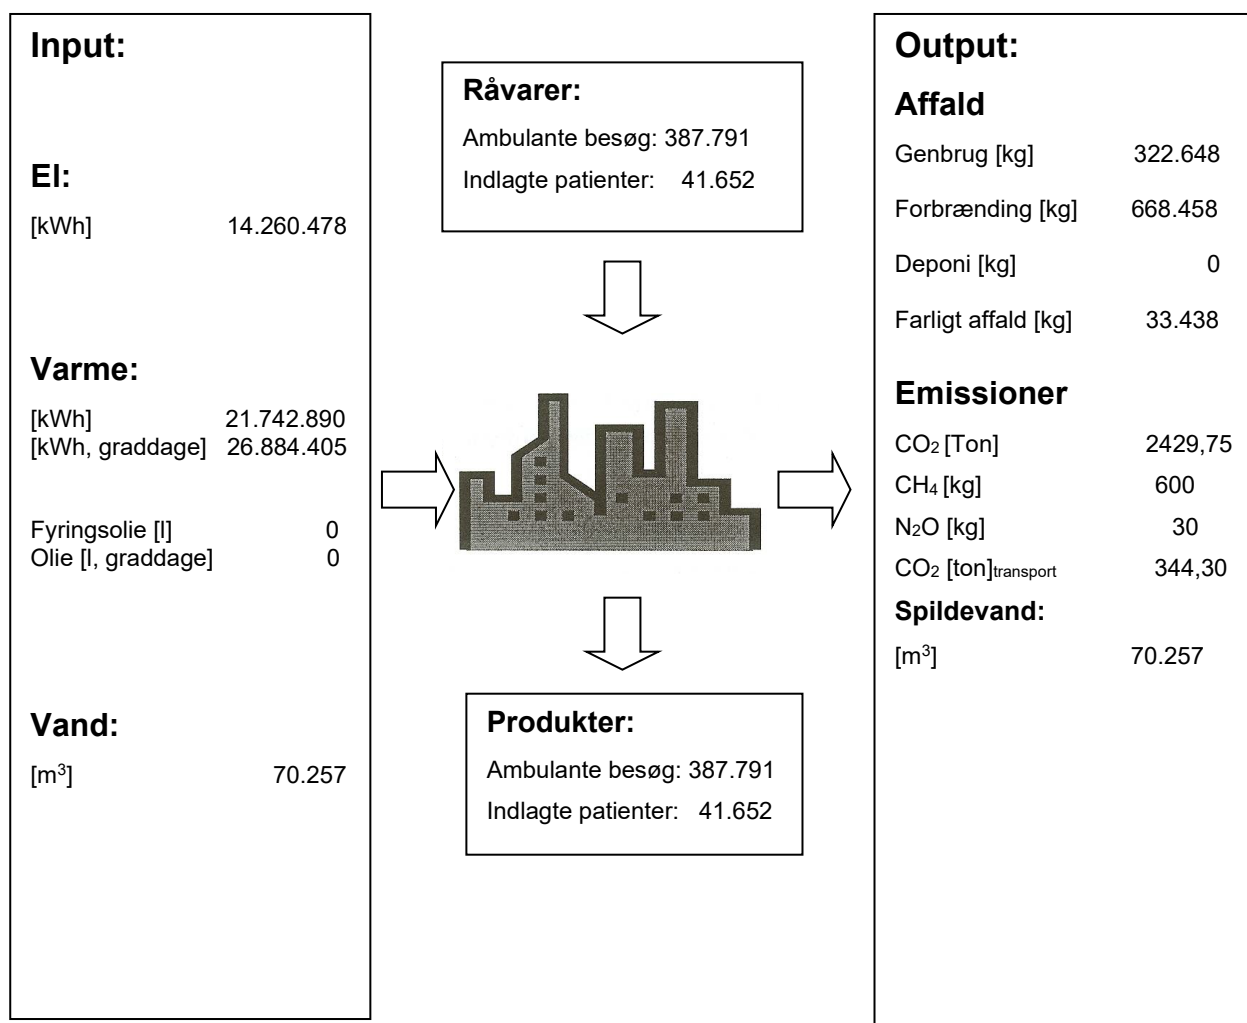 Input:
El:
[kWh] 14.260.478
Varme:
[kWh] 21.742.890
[kWh, graddage] 26.884.405
Fyringsolie [l] 0
Olie [l, graddage] 0
Vand:
[m³] 70.257
Råvarer:
Ambulante besøg: 387.791
Indlagte patienter: 41.652
Produkter:
Ambulante besøg: 387.791
Indlagte patienter: 41.652
Output:
Affald
Genbrug [kg] 322.648
Forbrænding [kg] 668.458
Deponi [kg] 0
Farligt affald [kg] 33.438
Emissioner
CO₂ [Ton] 2429,75
CH₄ [kg] 600
N₂O [kg] 30
CO₂ [ton]transport 344,30
Spildevand:
[m³] 70.257